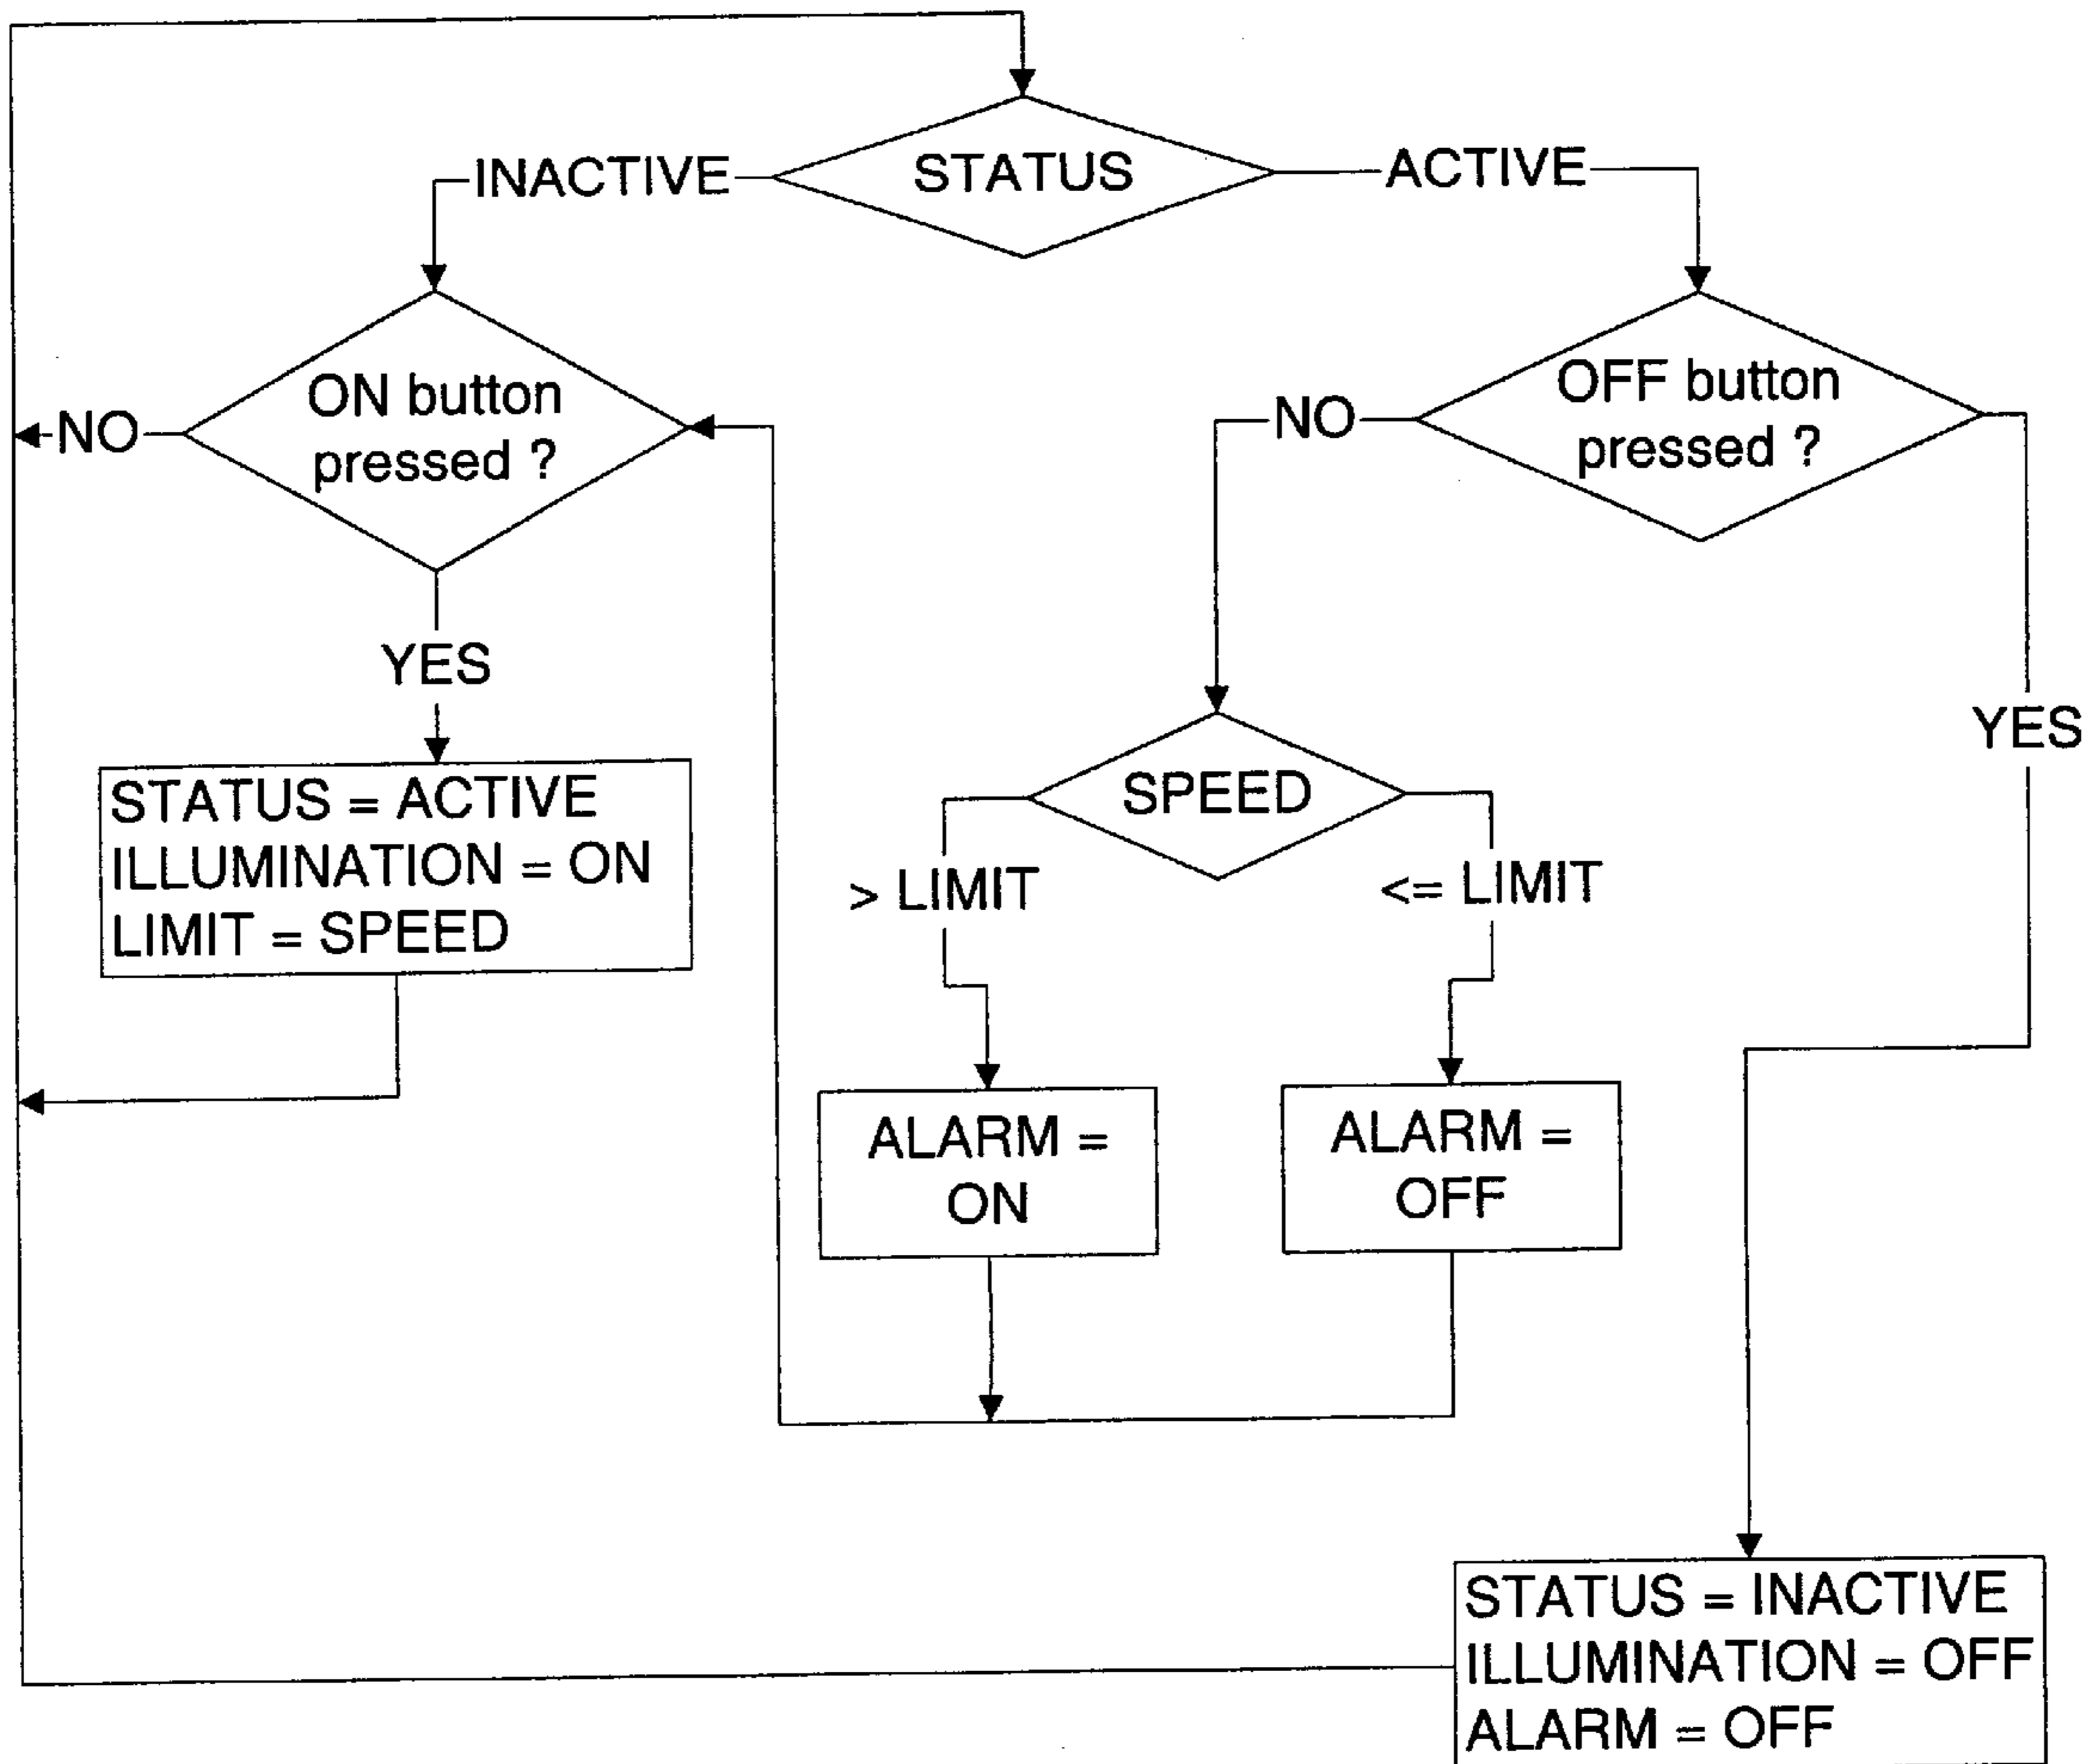 STATUS
INACTIVE
ACTIVE
ON button
pressed ?
NO
YES
OFF button
pressed ?
NO
YES
STATUS = ACTIVE
ILLUMINATION = ON
LIMIT = SPEED
SPEED
> LIMIT
<= LIMIT
ALARM =
ON
ALARM =
OFF
STATUS = INACTIVE
ILLUMINATION = OFF
ALARM = OFF